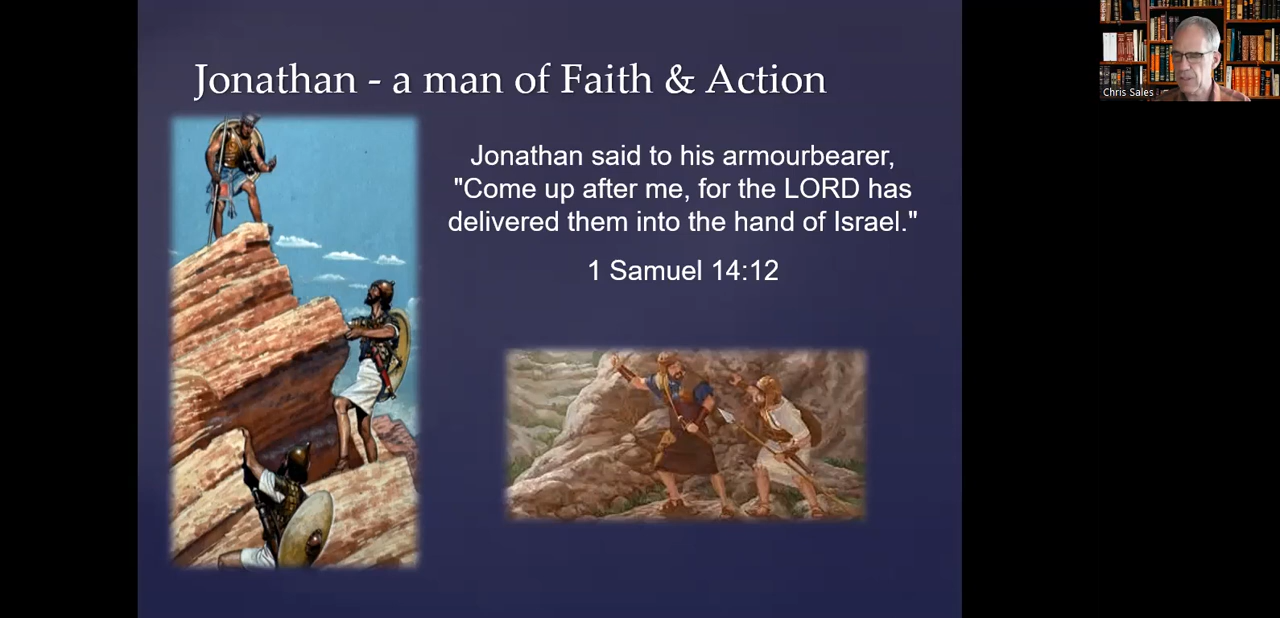 Jonathan - a man of Faith & Action
Jonathan said to his armourbearer,
"Come up after me, for the LORD has
delivered them into the hand of Israel."
1 Samuel 14:12
Chris Sales